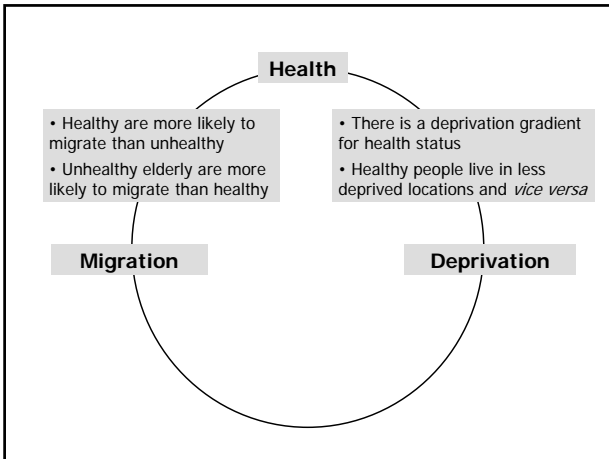 Health
• Healthy are more likely to
migrate than unhealthy
• Unhealthy elderly are more
likely to migrate than healthy
• There is a deprivation gradient
for health status
• Healthy people live in less
deprived locations and vice versa
Migration
Deprivation